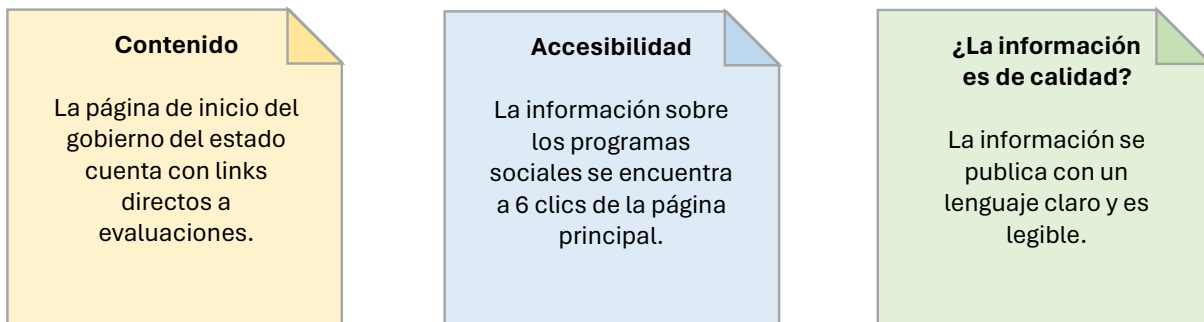 Contenido
La página de inicio del
gobierno del estado
cuenta con links
directos a
evaluaciones.
Accesibilidad
La información sobre
los programas
sociales se encuentra
a 6 clics de la página
principal.
¿La información
es de calidad?
La información se
publica con un
lenguaje claro y es
legible.